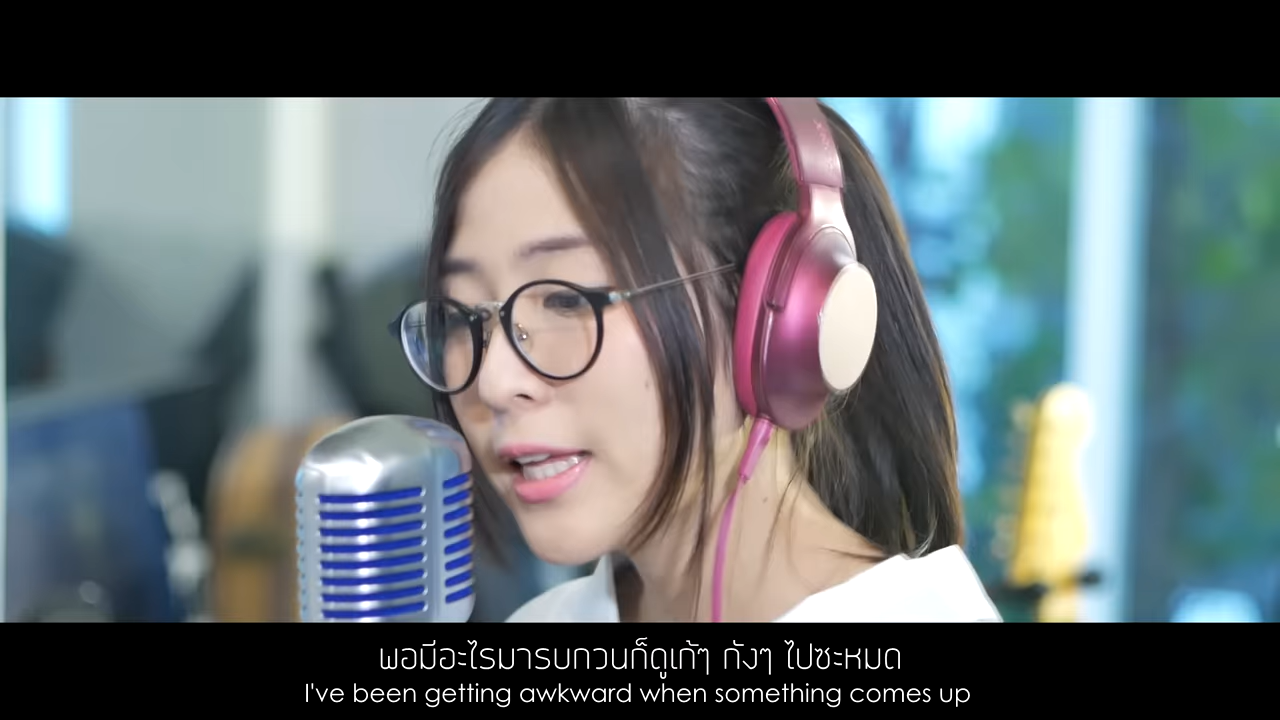 พอมีอะไรมารบกวนก็ดูเก้ๆ กังๆ ไปซะหมด
I've been getting awkward when something comes up